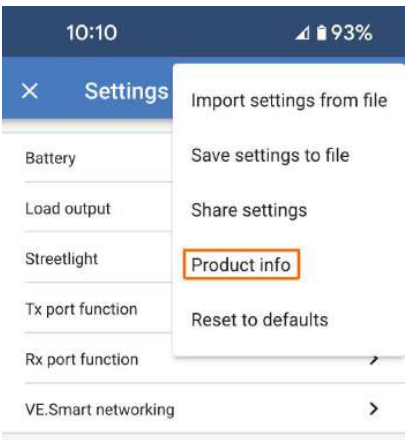 10:10 93%
Settings
Import settings from file
Save settings to file
Share settings
Product info
Reset to defaults
Battery
Load output
Streetlight
Tx port function
Rx port function
VE.Smart networking